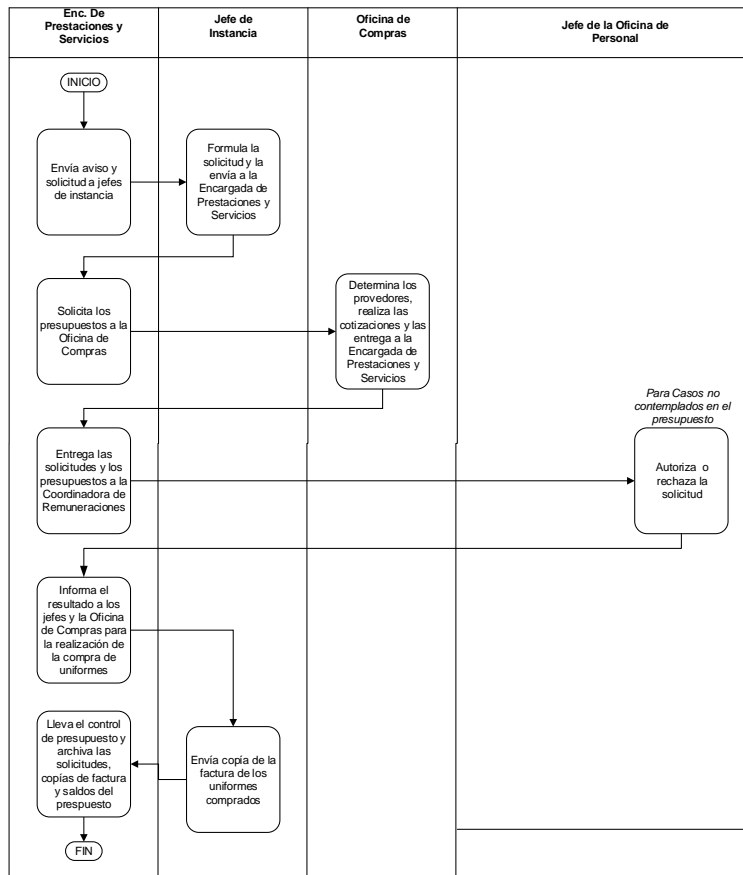 Enc. De
Prestaciones y
Servicios
Jefe de
Instancia
Oficina de
Compras
Jefe de la Oficina de
Personal
INICIO
Envía aviso y
solicitud a jefes
de instancia
Formula la
solicitud y la
envía a la
Encargada de
Prestaciones y
Servicios
Solicita los
presupuestos a la
Oficina de
Compras
Determina los
provedores,
realiza las
cotizaciones y las
entrega a la
Encargada de
Prestaciones y
Servicios
Para Casos no
contemplados en el
presupuesto
Entrega las
solicitudes y los
presupuestos a la
Coordinadora de
Remuneraciones
Autoriza o
rechaza la
solicitud
Informa el
resultado a los
jefes y la Oficina
de Compras para
la realización de
la compra de
uniformes
Lleva el control
de presupuesto y
archiva las
solicitudes,
copías de factura
y saldos del
prespuesto
Envía copía de la
factura de los
uniformes
comprados
FIN